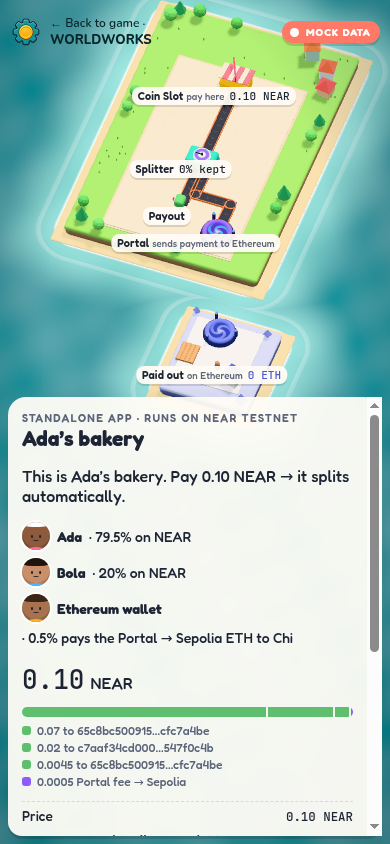 ← Back to game ·
WORLDWORKS
MOCK DATA
Coin Slot pay here 0.10 NEAR
Splitter 0% kept
Payout
Portal sends payment to Ethereum
Paid out on Ethereum 0 ETH
STANDALONE APP · RUNS ON NEAR TESTNET
Ada's bakery
This is Ada's bakery. Pay 0.10 NEAR → it splits
automatically.
Ada · 79.5% on NEAR
Bola · 20% on NEAR
Ethereum wallet
· 0.5% pays the Portal → Sepolia ETH to Chi
0.10 NEAR
0.07 to 65c8bc500915…cfc7a4be
0.02 to c7aaf34cd000…547f0c4b
0.0045 to 65c8bc500915…cfc7a4be
0.0005 Portal fee → Sepolia
Price 0.10 NEAR